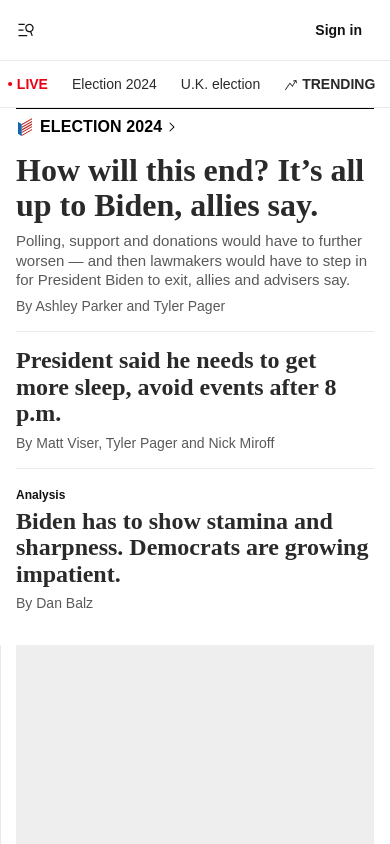 Sign in
LIVE
Election 2024
U.K. election
TRENDING
ELECTION 2024
How will this end? It’s all
up to Biden, allies say.
Polling, support and donations would have to further
worsen — and then lawmakers would have to step in
for President Biden to exit, allies and advisers say.
By Ashley Parker and Tyler Pager
President said he needs to get
more sleep, avoid events after 8
p.m.
By Matt Viser, Tyler Pager and Nick Miroff
Analysis
Biden has to show stamina and
sharpness. Democrats are growing
impatient.
By Dan Balz